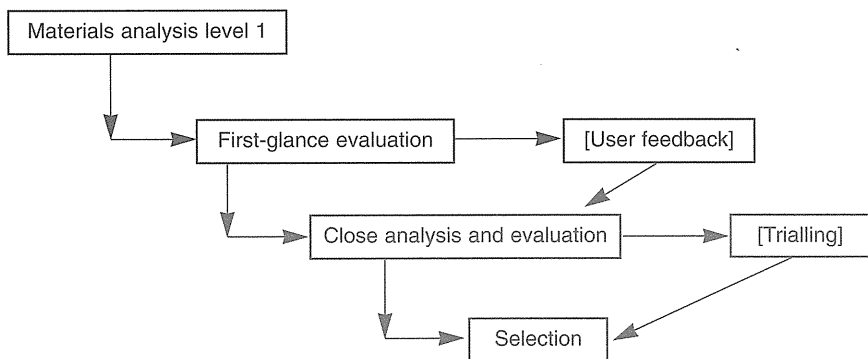 Materials analysis level 1
First-glance evaluation
[User feedback]
Close analysis and evaluation
[Trialling]
Selection